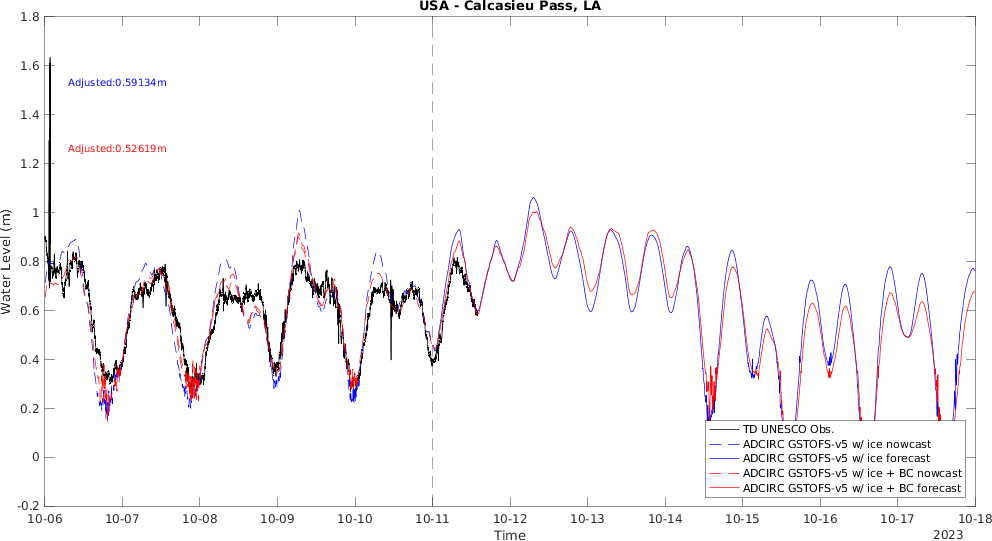 USA - Calcasieu Pass, LA
1.8
1.6
1.4
1.2
1
0.8
0.6
0.4
0.2
0
-0.2
Water Level (m)
Adjusted:0.59134m
Adjusted:0.52619m
TD UNESCO Obs.
ADCIRC GSTOFS-v5 w/ ice nowcast
ADCIRC GSTOFS-v5 w/ ice forecast
ADCIRC GSTOFS-v5 w/ ice + BC nowcast
ADCIRC GSTOFS-v5 w/ ice + BC forecast
10-06 10-07 10-08 10-09 10-10 10-11 10-12 10-13 10-14 10-15 10-16 10-17 10-18
Time
2023